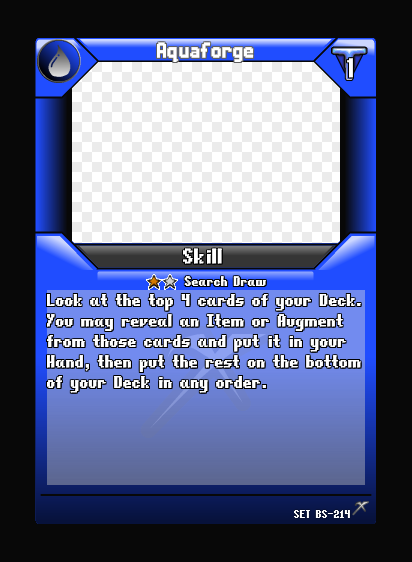 Aquaforge
1
Skill
Search Draw
Look at the top 4 cards of your Deck.
You may reveal an Item or Augment
from those cards and put it in your
Hand, then put the rest on the bottom
of your Deck in any order.
SET BS-214